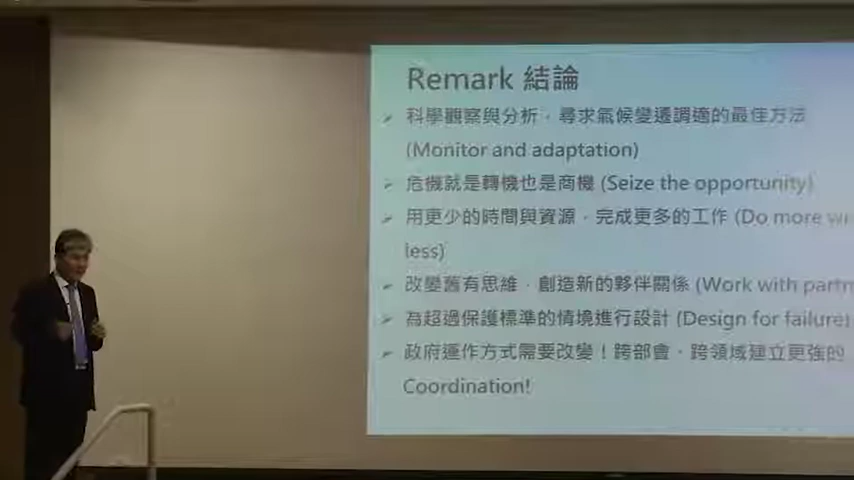 Remark 結論
科學觀察與分析，尋求氣候變遷調適的最佳方法
(Monitor and adaptation)
危機就是轉機也是商機 (Seize the opportunity)
用更少的時間與資源，完成更多的工作 (Do more
less)
改變舊有思維，創造新的夥伴關係 (Work with
為超過保護標準的情境進行設計 (Design for failure)
政府運作方式需要改變！跨部會，跨領域建立更強的
Coordination!